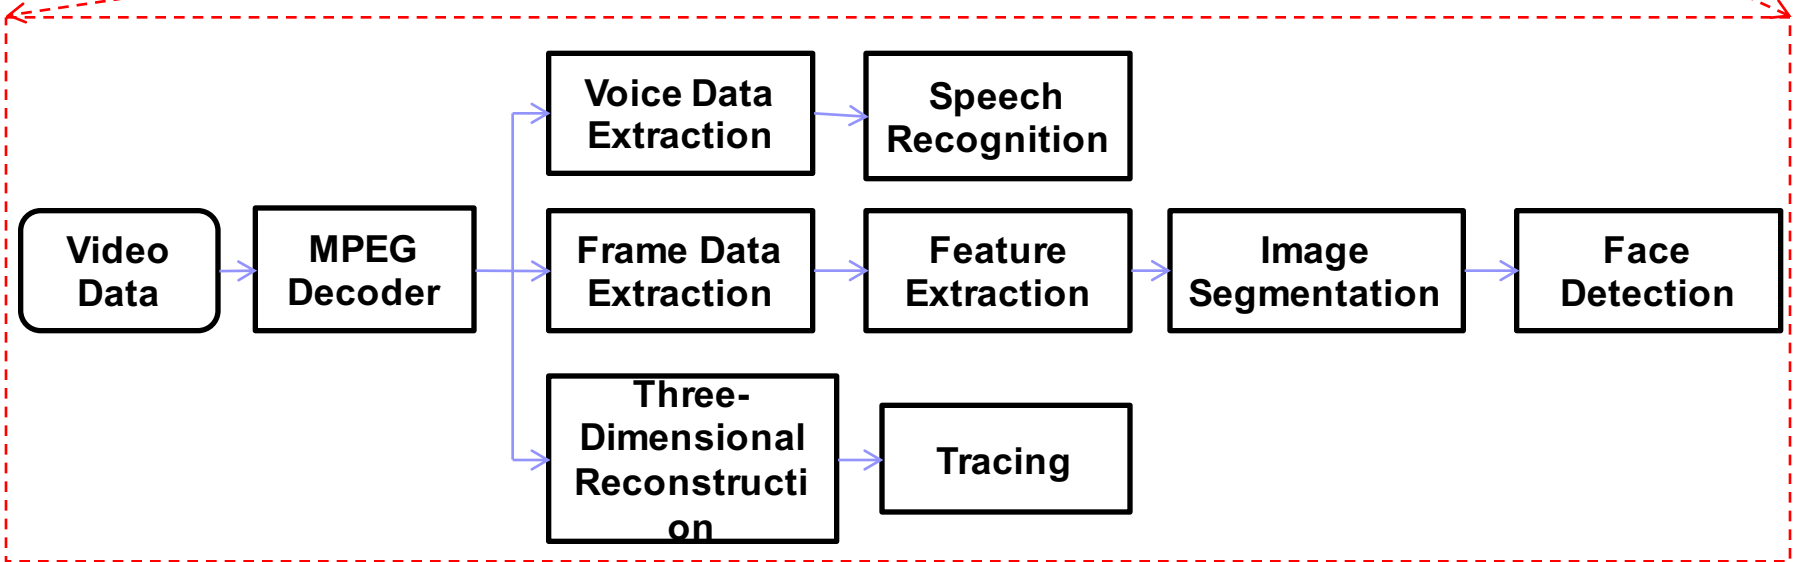 Voice Data
Extraction
Speech
Recognition
Video
Data
MPEG
Decoder
Frame Data
Extraction
Feature
Extraction
Image
Segmentation
Face
Detection
Three-
Dimensional
Reconstructi
on
Tracing